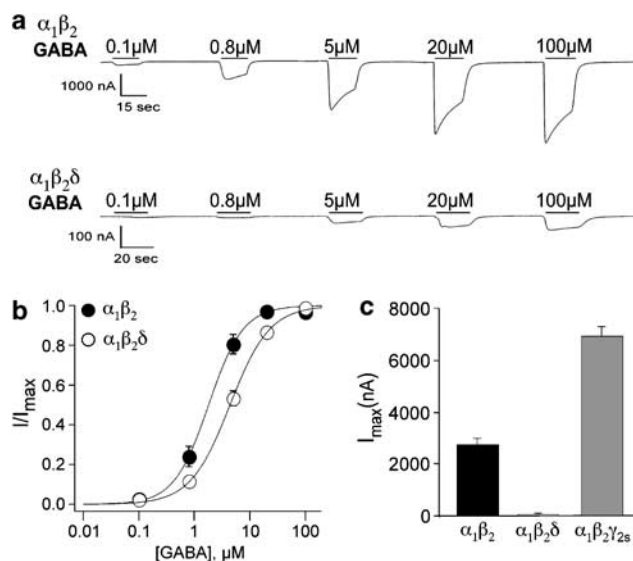 a
α₁β₂
GABA 0.1µM 0.8µM 5µM 20µM 100µM
1000 nA
15 sec
α₁β₂δ
GABA 0.1µM 0.8µM 5µM 20µM 100µM
100 nA
20 sec
b
α₁β₂
α₁β₂δ
I/Imax
1.0
0.8
0.6
0.4
0.2
0.0
0.01 0.1 1 10 100
[GABA], µM
c
Imax(nA)
8000
6000
4000
2000
0
α₁β₂ α₁β₂δ α₁β₂γ₂s